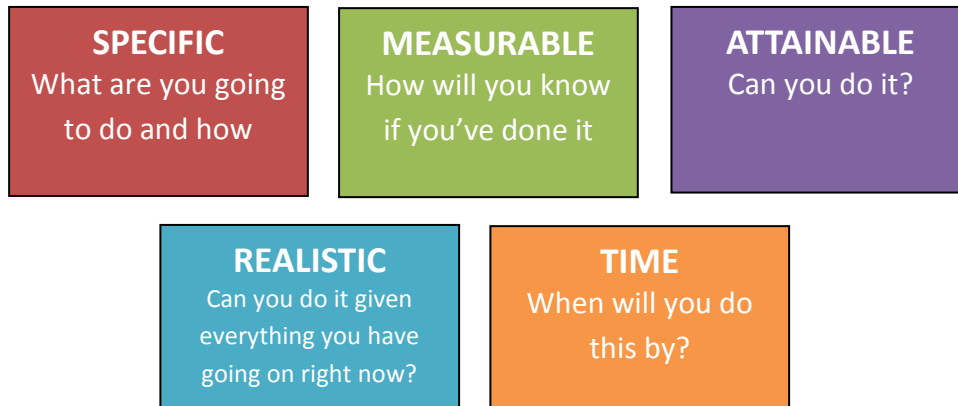 SPECIFIC
What are you going
to do and how
MEASURABLE
How will you know
if you’ve done it
ATTAINABLE
Can you do it?
REALISTIC
Can you do it given
everything you have
going on right now?
TIME
When will you do
this by?